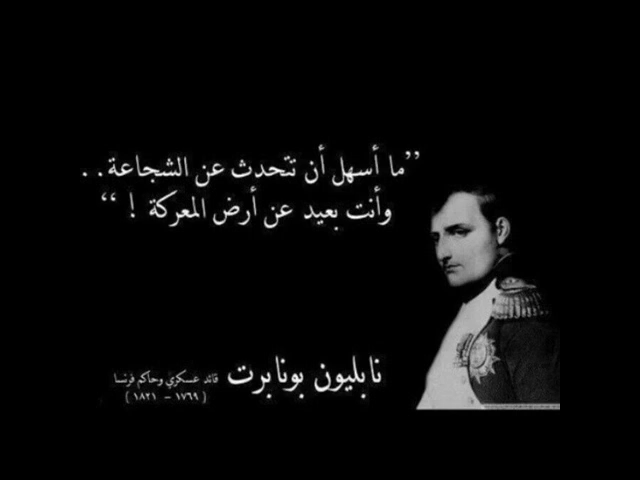 ”ما أسهل أن تتحدث عن الشجاعة..
وأنت بعيد عن أرض المعركة ! “
نابليون بونابرت قائد عسكري وحاكم فرنسا
( ١٧٦٩ - ١٨٢١ )